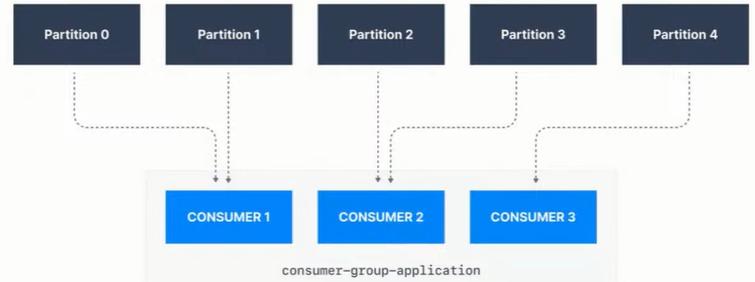 Partition 0
Partition 1
Partition 2
Partition 3
Partition 4
CONSUMER 1
CONSUMER 2
CONSUMER 3
consumer-group-application